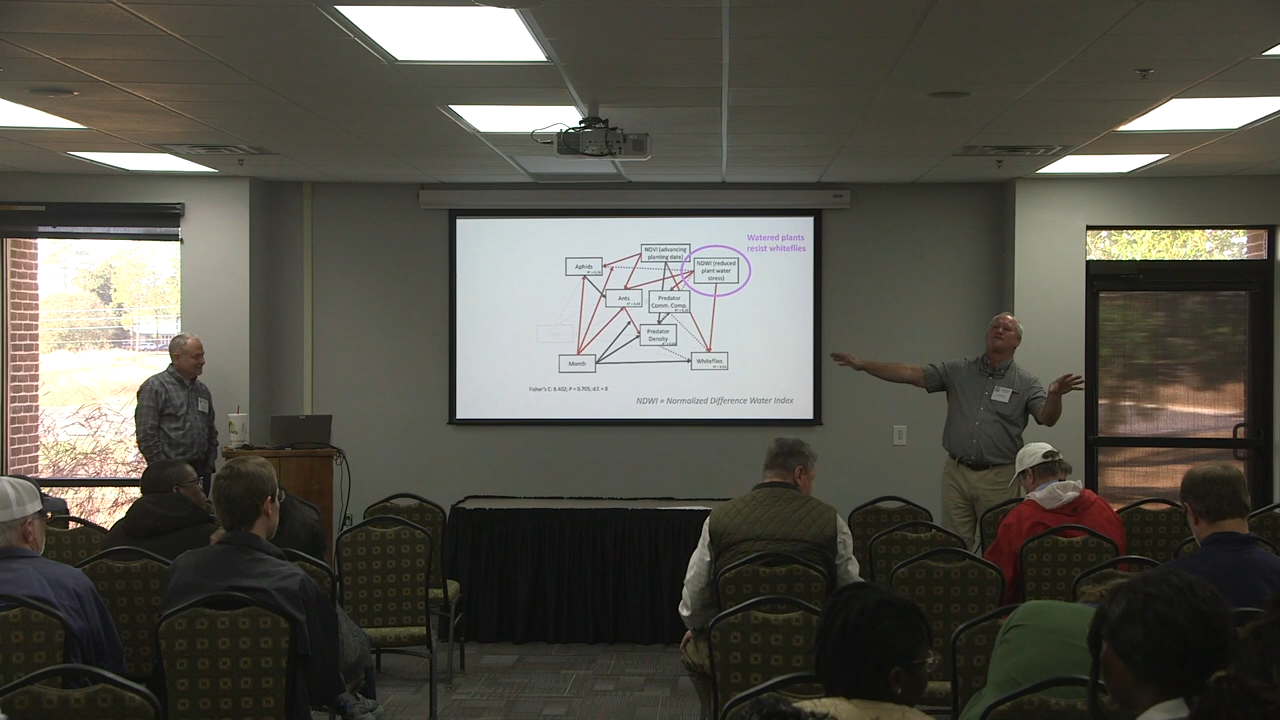 Watered plants
resist whiteflies
NDVI (advancing
planting date)
Aphids
NDWI (reduced
plant water
stress)
Ants
Predator
Comm. Comp.
Predator
Density
Month
Whiteflies
Fisher's C: 8.402; P = 0.705; d.f. = 8
NDWI = Normalized Difference Water Index